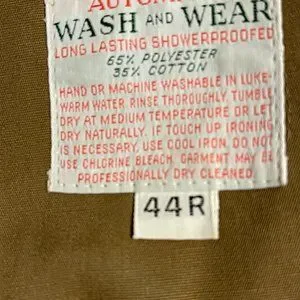 WASH AND WEAR
LONG LASTING SHOWERPROOFED
65% POLYESTER
35% COTTON
HAND OR MACHINE WASHABLE IN LUKE-
WARM WATER. RINSE THOROUGHLY. TUMBLE
DRY AT MEDIUM TEMPERATURE OR LET
DRY NATURALLY. IF TOUCH UP IRONING
IS NECESSARY, USE COOL IRON. DO NOT
USE CHLORINE BLEACH. GARMENT MAY BE
PROFESSIONALLY DRY CLEANED.
44R